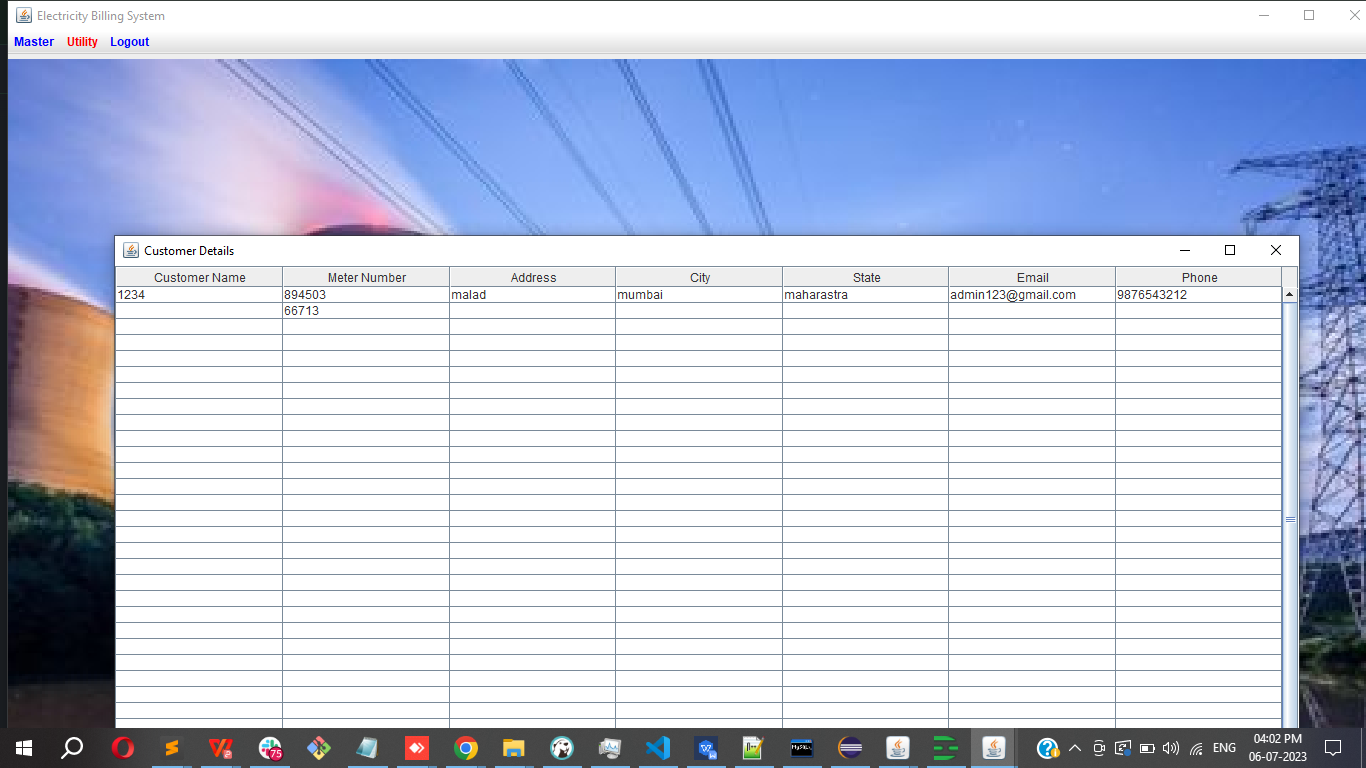 Electricity Billing System
Master Utility Logout
Customer Details
Customer Name Meter Number Address City State Email Phone
1234 894503 malad mumbai maharastra admin123@gmail.com 9876543212
66713
75
MySQL
ENG
04:02 PM
06-07-2023